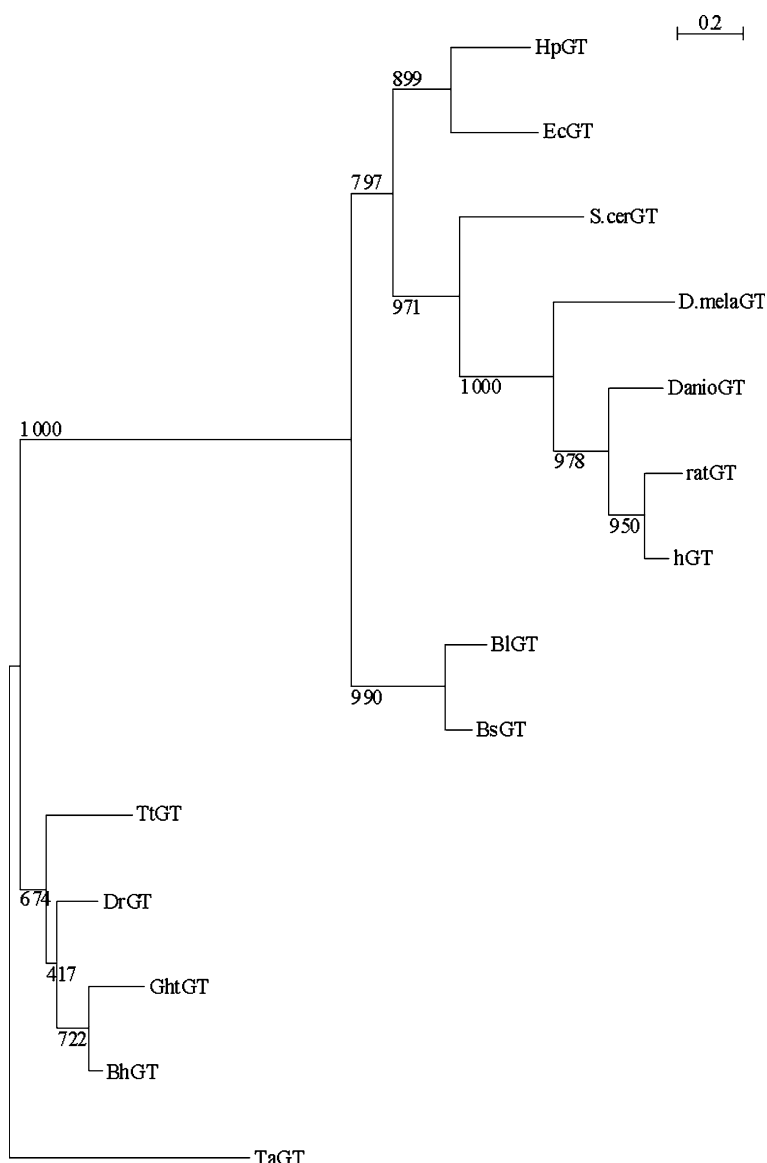 0.2
HpGT
899
EcGT
797
S.cerGT
D.melaGT
971
1000
DanioGT
1000
978
ratGT
950
hGT
BlGT
990
BsGT
TtGT
674
DrGT
417
GhtGT
722
BhGT
TaGT